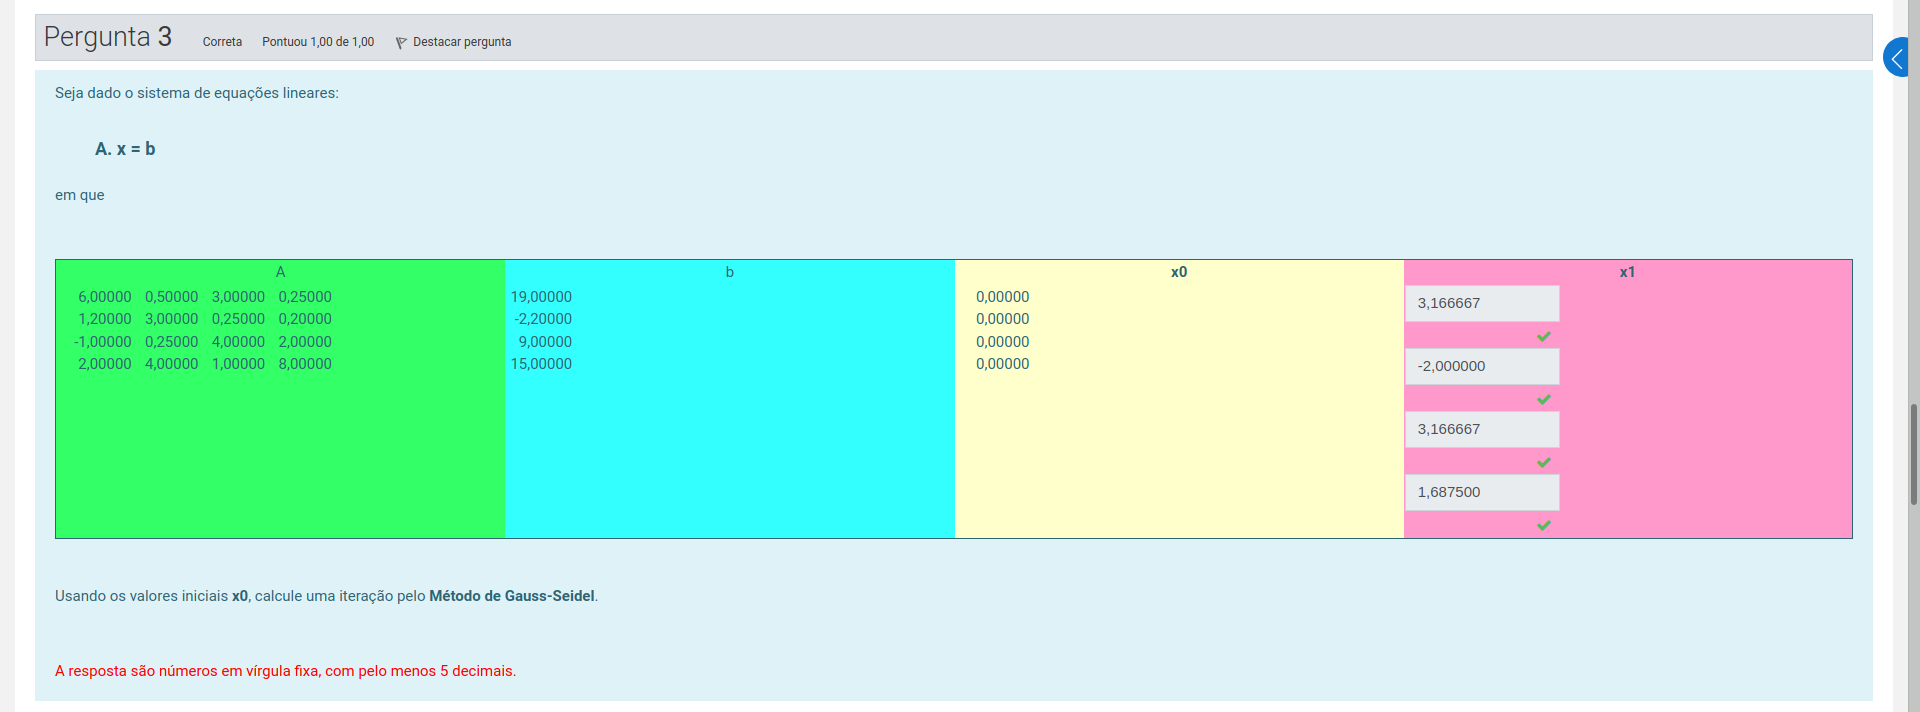 Pergunta 3 Correta Pontuou 1,00 de 1,00 Destacar pergunta
Seja dado o sistema de equações lineares:
A. x = b
em que
A b x0 x1
6,00000 0,50000 3,00000 0,25000 19,00000 0,00000 3,166667
1,20000 3,00000 0,25000 0,20000 -2,20000 0,00000
-1,00000 0,25000 4,00000 2,00000 9,00000 0,00000
2,00000 4,00000 1,00000 8,00000 15,00000 0,00000 -2,000000
3,166667
1,687500
Usando os valores iniciais x0, calcule uma iteração pelo Método de Gauss-Seidel.
A resposta são números em vírgula fixa, com pelo menos 5 decimais.